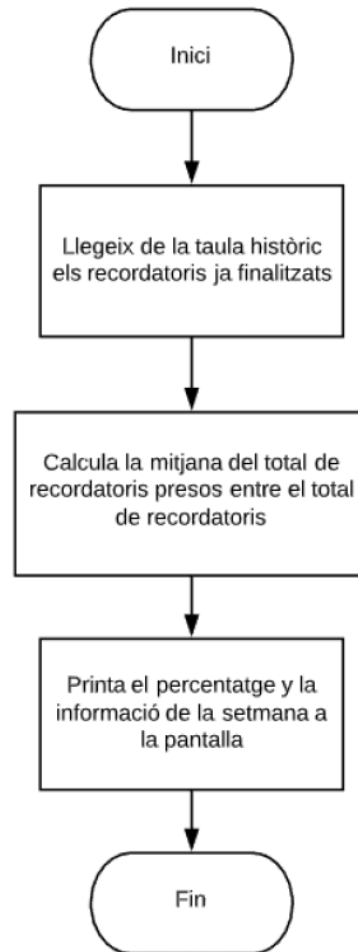 Inici
Llegeix de la taula històric
els recordatoris ja finalitzats
Calcula la mitjana del total de
recordatoris presos entre el total
de recordatoris
Printa el percentatge y la
informació de la setmana a
la pantalla
Fin